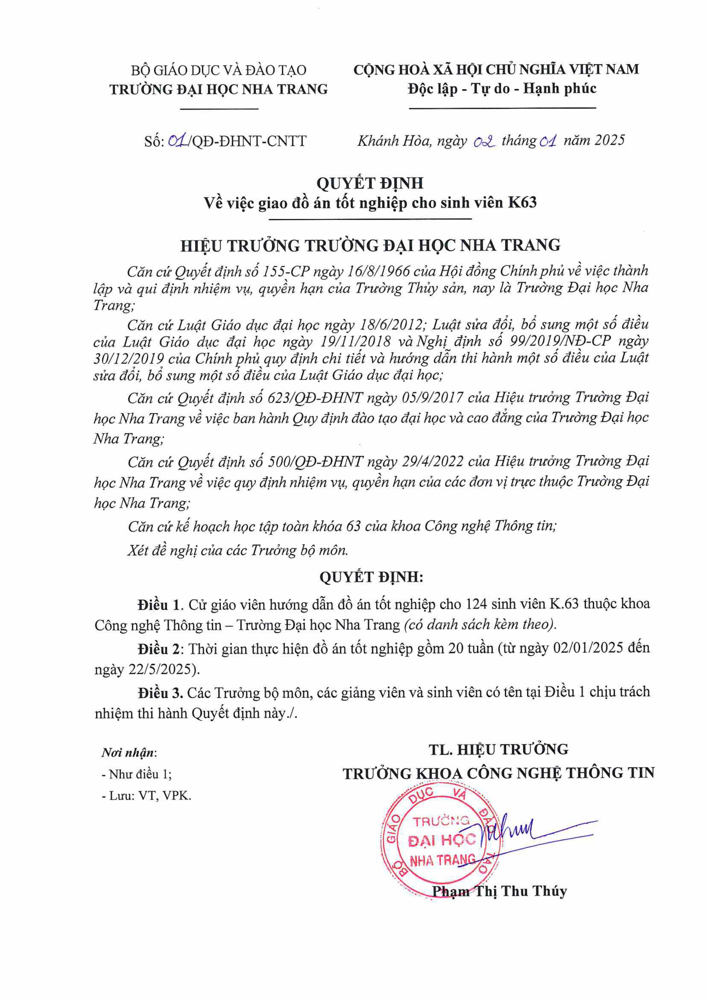 BỘ GIÁO DỤC VÀ ĐÀO TẠO
TRƯỜNG ĐẠI HỌC NHA TRANG
CỘNG HOÀ XÃ HỘI CHỦ NGHĨA VIỆT NAM
Độc lập - Tự do - Hạnh phúc
Số: 01/QĐ-ĐHNT-CNTT
Khánh Hòa, ngày 02 tháng 01 năm 2025
QUYẾT ĐỊNH
Về việc giao đồ án tốt nghiệp cho sinh viên K63
HIỆU TRƯỞNG TRƯỜNG ĐẠI HỌC NHA TRANG
Căn cứ Quyết định số 155-CP ngày 16/8/1966 của Hội đồng Chính phủ về việc thành
lập và qui định nhiệm vụ, quyền hạn của Trường Thủy sản, nay là Trường Đại học Nha
Trang;
Căn cứ Luật Giáo dục đại học ngày 18/6/2012; Luật sửa đổi, bổ sung một số điều
của Luật Giáo dục đại học ngày 19/11/2018 và Nghị định số 99/2019/NĐ-CP ngày
30/12/2019 của Chính phủ quy định chi tiết và hướng dẫn thi hành một số điều của Luật
sửa đổi, bổ sung một số điều của Luật Giáo dục đại học;
Căn cứ Quyết định số 623/QĐ-ĐHNT ngày 05/9/2017 của Hiệu trưởng Trường Đại
học Nha Trang về việc ban hành Quy định đào tạo đại học và cao đẳng của Trường Đại học
Nha Trang;
Căn cứ Quyết định số 500/QĐ-ĐHNT ngày 29/4/2022 của Hiệu trưởng Trường Đại
học Nha Trang về việc quy định nhiệm vụ, quyền hạn của các đơn vị trực thuộc Trường Đại
học Nha Trang;
Căn cứ kế hoạch học tập toàn khóa 63 của khoa Công nghệ Thông tin;
Xét đề nghị của các Trưởng bộ môn.
QUYẾT ĐỊNH:
Điều 1. Cử giáo viên hướng dẫn đồ án tốt nghiệp cho 124 sinh viên K.63 thuộc khoa
Công nghệ Thông tin – Trường Đại học Nha Trang (có danh sách kèm theo).
Điều 2: Thời gian thực hiện đồ án tốt nghiệp gồm 20 tuần (từ ngày 02/01/2025 đến
ngày 22/5/2025).
Điều 3. Các Trưởng bộ môn, các giảng viên và sinh viên có tên tại Điều 1 chịu trách
nhiệm thi hành Quyết định này./.
Nơi nhận:
- Như điều 1;
- Lưu: VT, VPK.
TL. HIỆU TRƯỞNG
TRƯỞNG KHOA CÔNG NGHỆ THÔNG TIN
BỘ GIÁO DỤC VÀ ĐÀO TẠO
TRƯỜNG
ĐẠI HỌC
NHA TRANG
Phạm Thị Thu Thúy